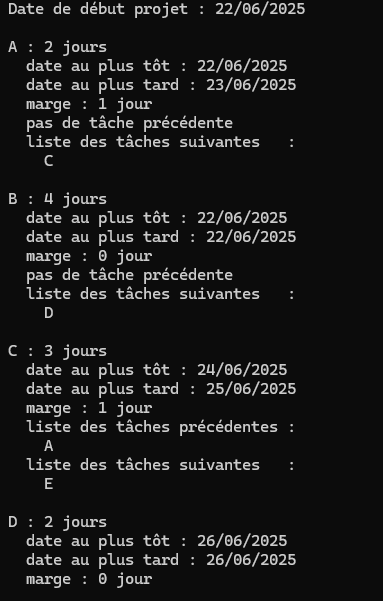 Date de début projet : 22/06/2025

A : 2 jours
  date au plus tôt : 22/06/2025
  date au plus tard : 23/06/2025
  marge : 1 jour
  pas de tâche précédente
  liste des tâches suivantes   :
    C

B : 4 jours
  date au plus tôt : 22/06/2025
  date au plus tard : 22/06/2025
  marge : 0 jour
  pas de tâche précédente
  liste des tâches suivantes   :
    D

C : 3 jours
  date au plus tôt : 24/06/2025
  date au plus tard : 25/06/2025
  marge : 1 jour
  liste des tâches précédentes :
    A
  liste des tâches suivantes   :
    E

D : 2 jours
  date au plus tôt : 26/06/2025
  date au plus tard : 26/06/2025
  marge : 0 jour